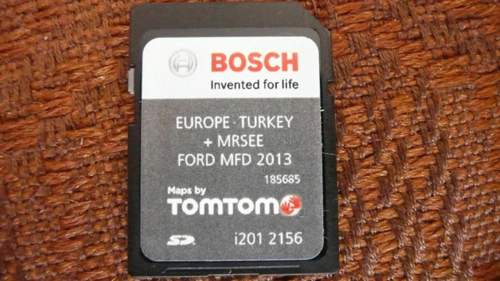 BOSCH
Invented for life
EUROPE · TURKEY
+ MRSEE
FORD MFD 2013
185685
Maps by
TOMTOM
SD
i201 2156